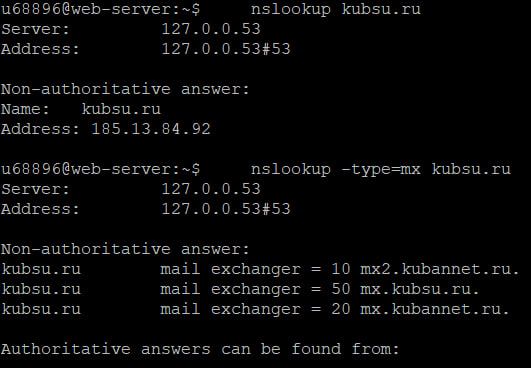 u68896@web-server:~$ nslookup kubsu.ru
Server: 127.0.0.53
Address: 127.0.0.53#53
Non-authoritative answer:
Name: kubsu.ru
Address: 185.13.84.92
u68896@web-server:~$ nslookup -type=mx kubsu.ru
Server: 127.0.0.53
Address: 127.0.0.53#53
Non-authoritative answer:
kubsu.ru mail exchanger = 10 mx2.kubannet.ru.
kubsu.ru mail exchanger = 50 mx.kubsu.ru.
kubsu.ru mail exchanger = 20 mx.kubannet.ru.
Authoritative answers can be found from: